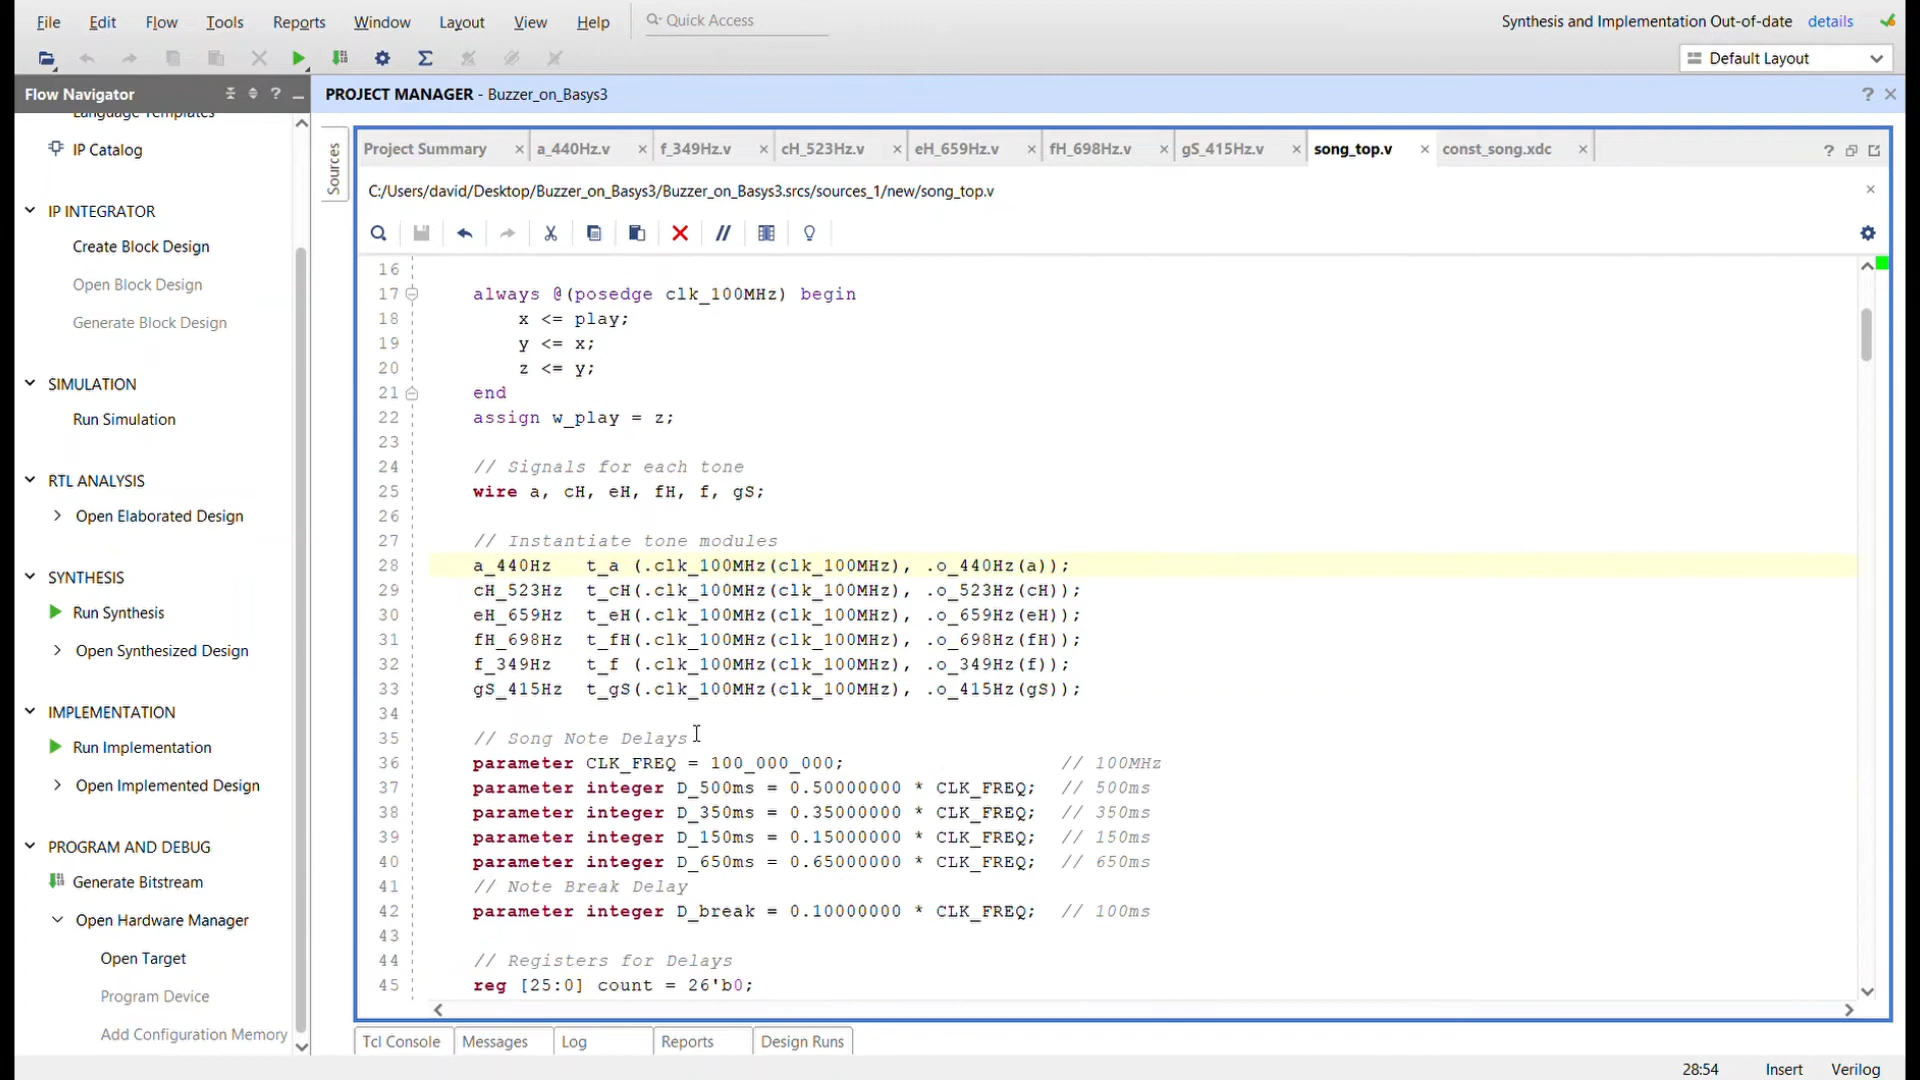 File Edit Flow Tools Reports Window Layout View Help Quick Access Synthesis and Implementation Out-of-date details
Default Layout
Flow Navigator
PROJECT MANAGER - Buzzer_on_Basys3
Language Templates
IP Catalog
IP INTEGRATOR
Create Block Design
Open Block Design
Generate Block Design
SIMULATION
Run Simulation
RTL ANALYSIS
Open Elaborated Design
SYNTHESIS
Run Synthesis
Open Synthesized Design
IMPLEMENTATION
Run Implementation
Open Implemented Design
PROGRAM AND DEBUG
Generate Bitstream
Open Hardware Manager
Open Target
Program Device
Add Configuration Memory
Sources
Project Summary a_440Hz.v f_349Hz.v cH_523Hz.v eH_659Hz.v fH_698Hz.v gS_415Hz.v song_top.v const_song.xdc
C:/Users/david/Desktop/Buzzer_on_Basys3/Buzzer_on_Basys3.srcs/sources_1/new/song_top.v
16
17 always @(posedge clk_100MHz) begin
18 x <= play;
19 y <= x;
20 z <= y;
21 end
22 assign w_play = z;
23
24 // Signals for each tone
25 wire a, cH, eH, fH, f, gS;
26
27 // Instantiate tone modules
28 a_440Hz t_a (.clk_100MHz(clk_100MHz), .o_440Hz(a));
29 cH_523Hz t_cH(.clk_100MHz(clk_100MHz), .o_523Hz(cH));
30 eH_659Hz t_eH(.clk_100MHz(clk_100MHz), .o_659Hz(eH));
31 fH_698Hz t_fH(.clk_100MHz(clk_100MHz), .o_698Hz(fH));
32 f_349Hz t_f (.clk_100MHz(clk_100MHz), .o_349Hz(f));
33 gS_415Hz t_gS(.clk_100MHz(clk_100MHz), .o_415Hz(gS));
34
35 // Song Note Delays
36 parameter CLK_FREQ = 100_000_000; // 100MHz
37 parameter integer D_500ms = 0.50000000 * CLK_FREQ; // 500ms
38 parameter integer D_350ms = 0.35000000 * CLK_FREQ; // 350ms
39 parameter integer D_150ms = 0.15000000 * CLK_FREQ; // 150ms
40 parameter integer D_650ms = 0.65000000 * CLK_FREQ; // 650ms
41 // Note Break Delay
42 parameter integer D_break = 0.10000000 * CLK_FREQ; // 100ms
43
44 // Registers for Delays
45 reg [25:0] count = 26'b0;
Tcl Console Messages Log Reports Design Runs
28:54 Insert Verilog